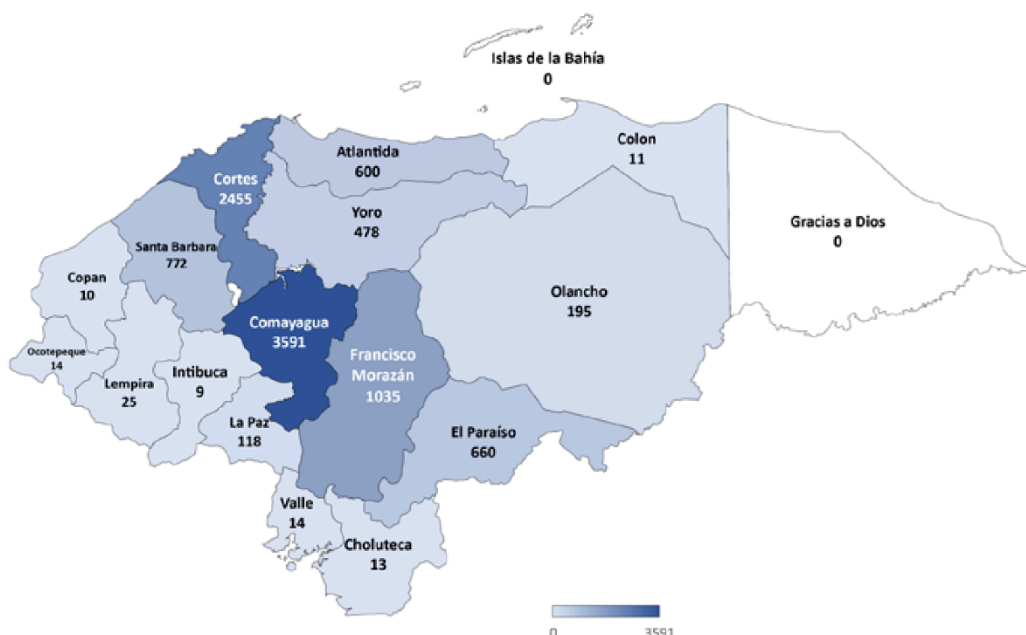 Islas de la Bahía
0
Colon
11
Atlantida
600
Cortes
2455
Yoro
478
Gracias a Dios
0
Santa Barbara
772
Copan
10
Olancho
195
Comayagua
3591
Francisco
Morazán
1035
Ocotepeque
14
Intibuca
9
Lempira
25
La Paz
118
El Paraíso
660
Valle
14
Choluteca
13
0
3591